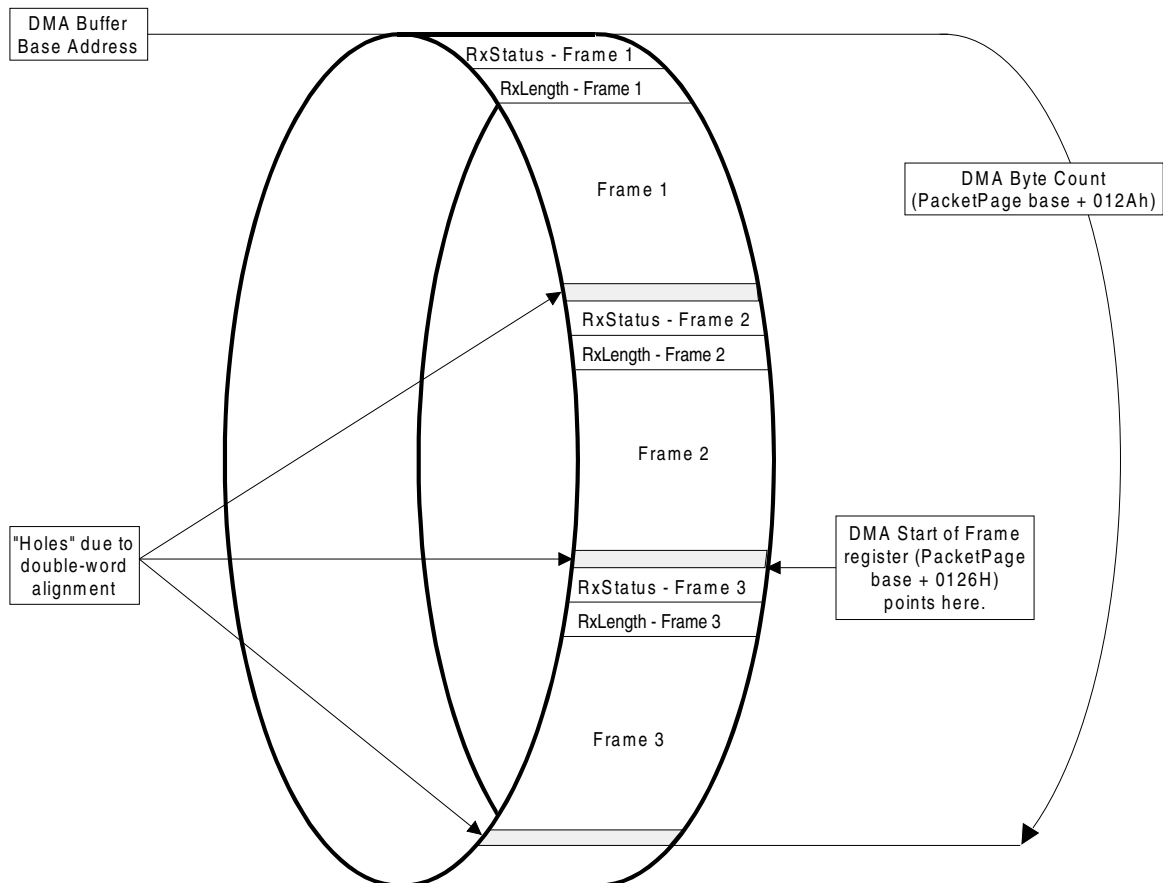 DMA Buffer
Base Address
RxStatus - Frame 1
RxLength - Frame 1
Frame 1
DMA Byte Count
(PacketPage base + 012Ah)
RxStatus - Frame 2
RxLength - Frame 2
Frame 2
"Holes" due to
double-word
alignment
DMA Start of Frame
register (PacketPage
base + 0126H)
points here.
RxStatus - Frame 3
RxLength - Frame 3
Frame 3